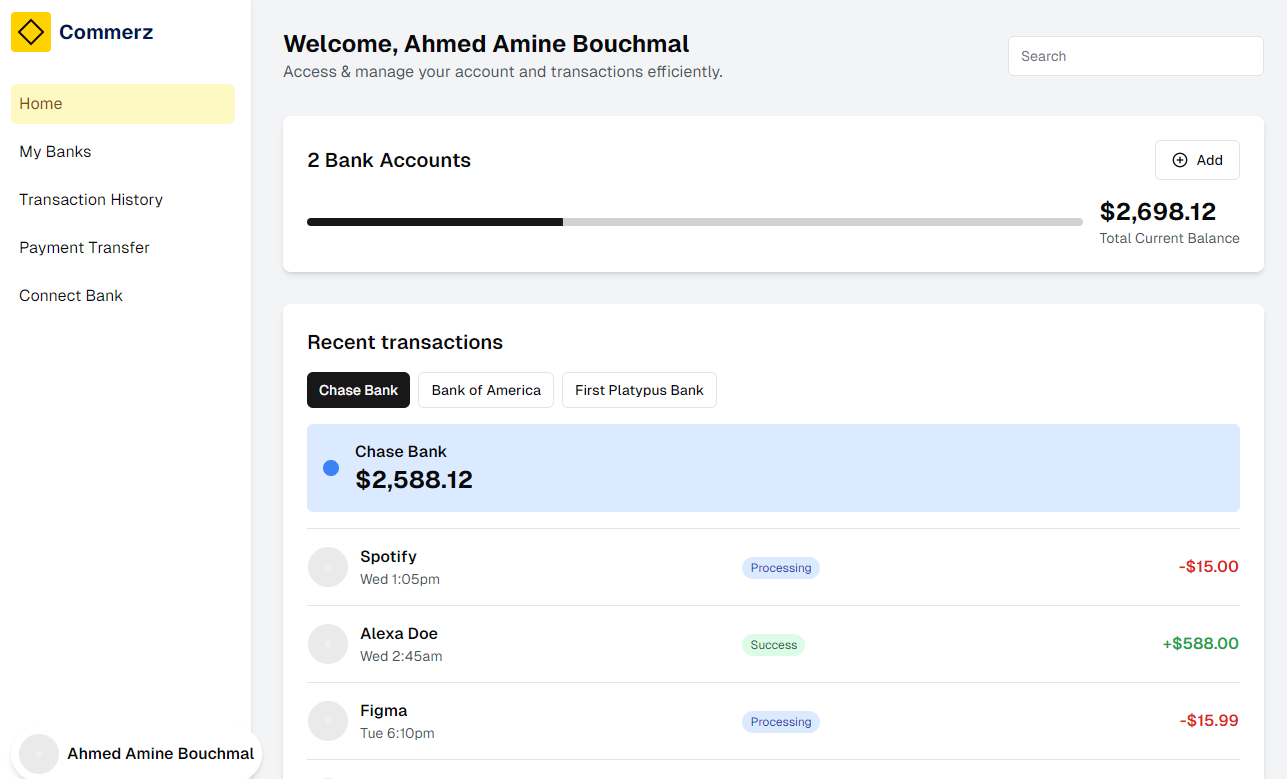 Commerz
Home
My Banks
Transaction History
Payment Transfer
Connect Bank
Ahmed Amine Bouchmal
Welcome, Ahmed Amine Bouchmal
Access & manage your account and transactions efficiently.
Search
2 Bank Accounts
Add
$2,698.12
Total Current Balance
Recent transactions
Chase Bank
Bank of America
First Platypus Bank
Chase Bank
$2,588.12
Spotify
Wed 1:05pm
Processing
-$15.00
Alexa Doe
Wed 2:45am
Success
+$588.00
Figma
Tue 6:10pm
Processing
-$15.99